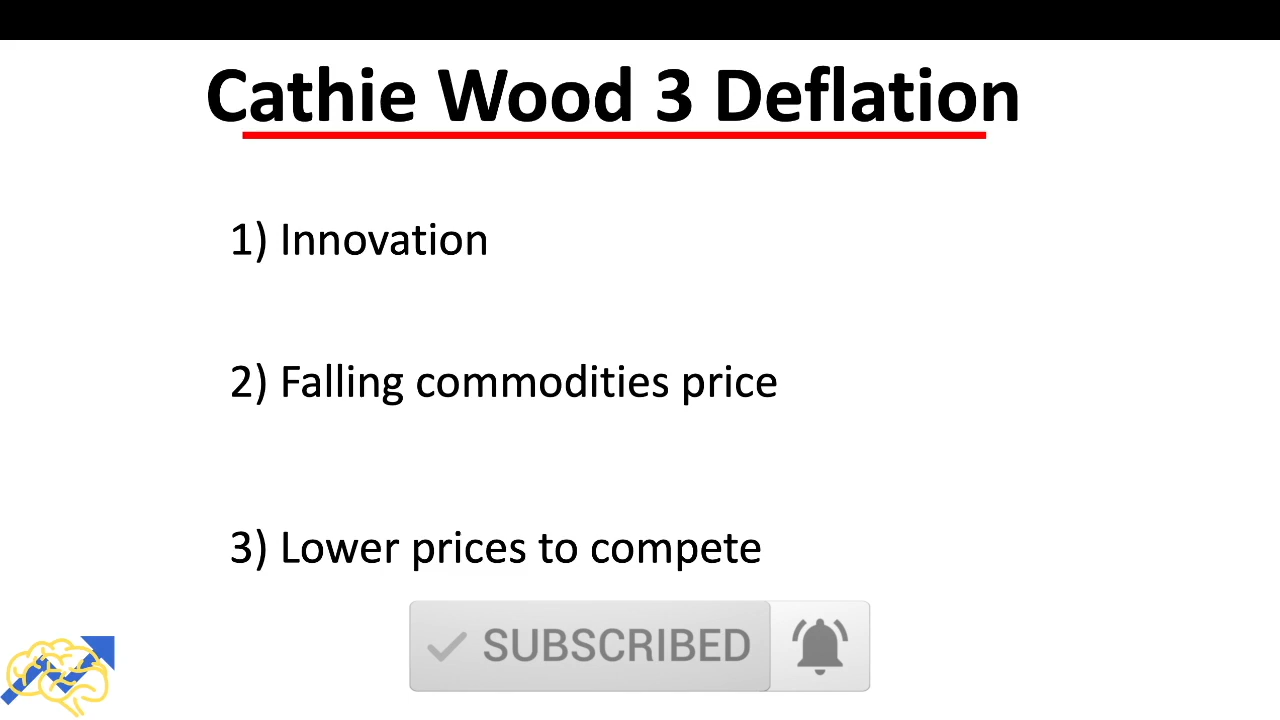 Cathie Wood 3 Deflation
1) Innovation
2) Falling commodities price
3) Lower prices to compete
SUBSCRIBED